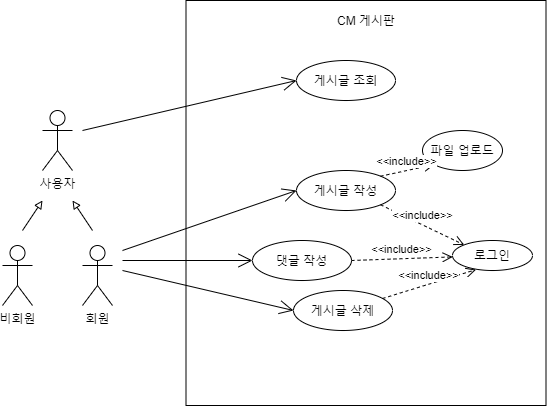 CM 게시판
게시글 조회
사용자
파일 업로드
<<include>>
게시글 작성
<<include>>
댓글 작성
<<include>>
로그인
<<include>>
게시글 삭제
비회원
회원